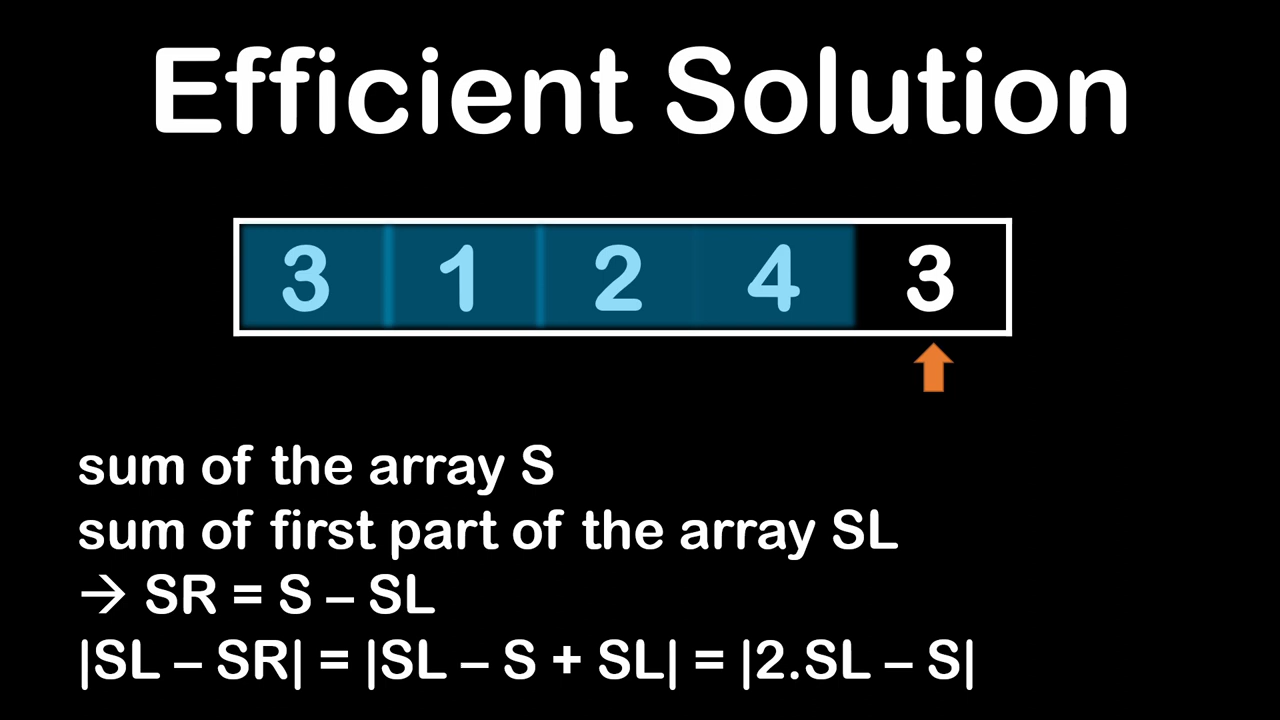 Efficient Solution
3 1 2 4 3
sum of the array S
sum of first part of the array SL
→ SR = S – SL
|SL – SR| = |SL – S + SL| = |2.SL – S|